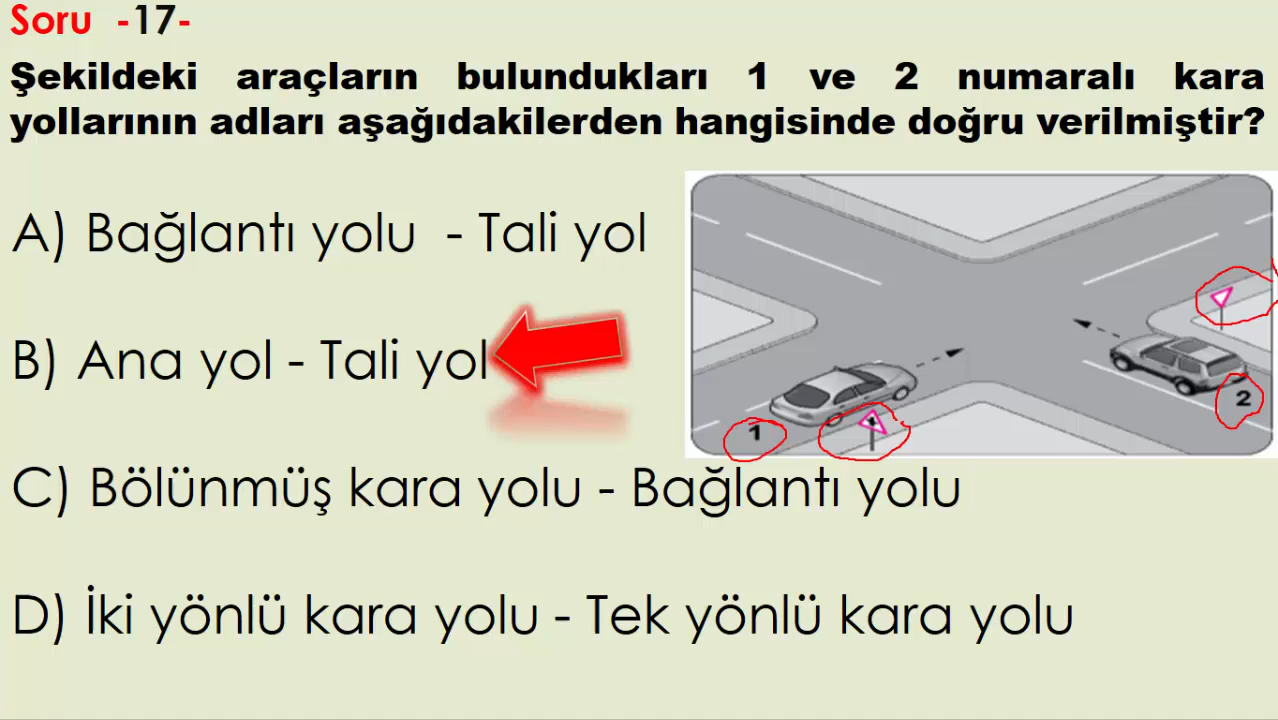 Soru -17-
Şekildeki araçların bulundukları 1 ve 2 numaralı kara
yollarının adları aşağıdakilerden hangisinde doğru verilmiştir?
A) Bağlantı yolu - Tali yol
B) Ana yol - Tali yol
C) Bölünmüş kara yolu - Bağlantı yolu
D) İki yönlü kara yolu - Tek yönlü kara yolu
1
2